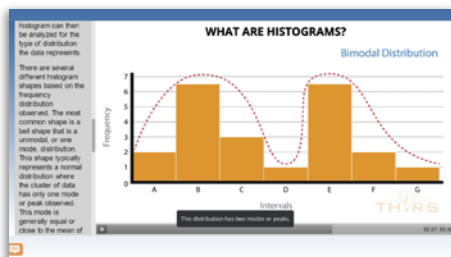 histogram can then
be analyzed for the
type of distribution
the data represents.
There are several
different histogram
shapes based on the
frequency
distribution
observed. The most
common shape is a
bell shape that is a
unimodal, or one
mode, distribution.
This shape typically
represents a normal
distribution where
the cluster of data
has only one mode
or peak observed.
This mode is
generally equal or
close to the mean of
WHAT ARE HISTOGRAMS?
Bimodal Distribution
Frequency
7
6
5
4
3
2
1
0
A B C D E F G
Intervals
THORS
This distribution has two modes or peaks.